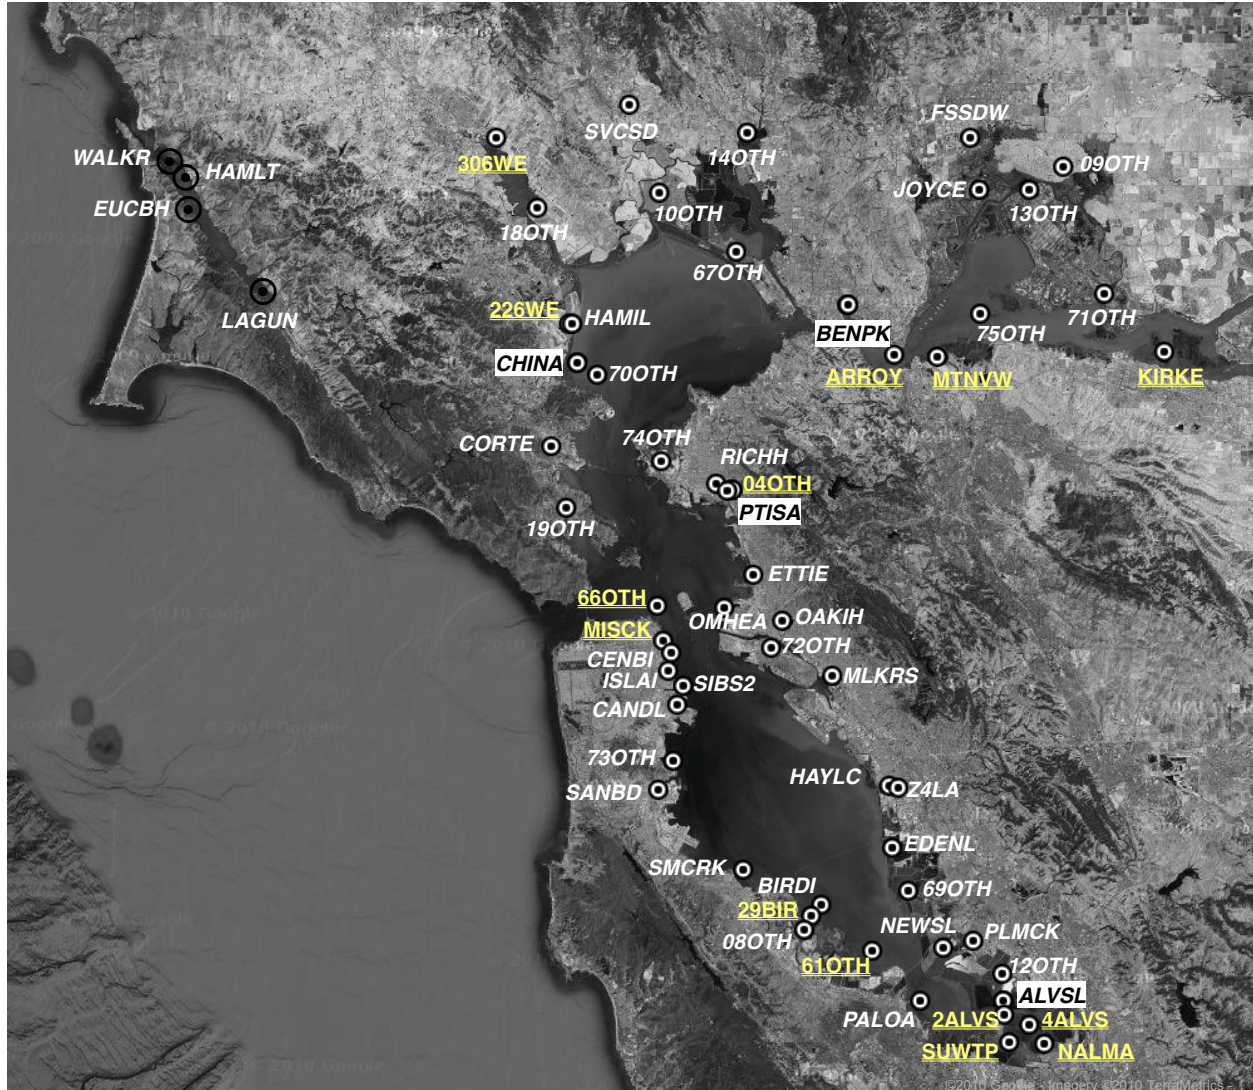 FSSDW
SVCSD
14OTH
WALKR
306WE
09OTH
HAMLT
JOYCE
EUCBH
10OTH
13OTH
18OTH
67OTH
226WE
HAMIL
LAGUN
71OTH
75OTH
BENPK
CHINA
70OTH
ARROY
MTNVW
KIRKE
74OTH
CORTE
RICHH
04OTH
PTISA
19OTH
ETTIE
66OTH
OMHEA
OAKIH
MISCK
72OTH
CENBI
ISLAI
SIBS2
MLKRS
CANDL
73OTH
HAYLC
Z4LA
SANBD
EDENL
SMCRK
BIRDI
69OTH
29BIR
NEWSL
PLMCK
08OTH
61OTH
12OTH
ALVSL
PALOA
2ALVS
4ALVS
SUWTP
NALMA